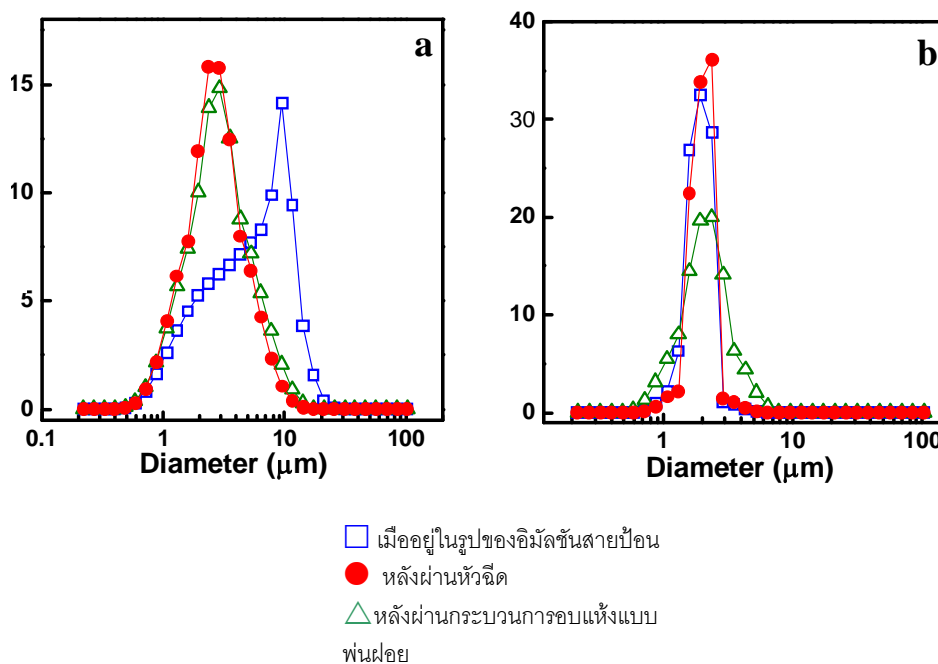 a
15
10
5
0
0.1 1 10 100
Diameter (μm)
b
40
30
20
10
0
1 10 100
Diameter (μm)
เมืออยู่ในรูปของอิมัลชันสายป้อน
หลังผ่านหัวฉีด
หลังผ่านกระบวนการอบแห้งแบบ
พ่นฝอย